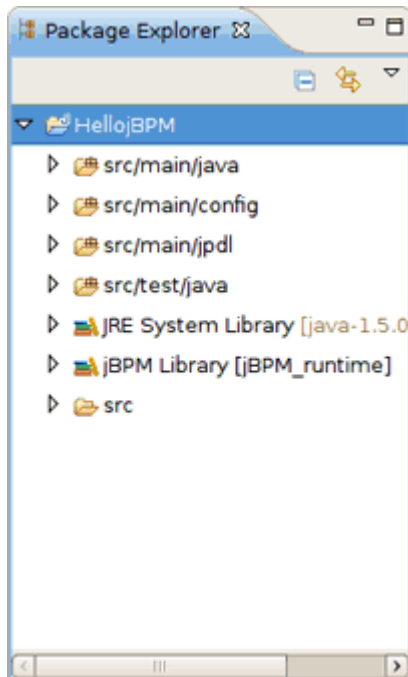 Package Explorer
HellojBPM
src/main/java
src/main/config
src/main/jpdl
src/test/java
JRE System Library [java-1.5.0
jBPM Library [jBPM_runtime]
src